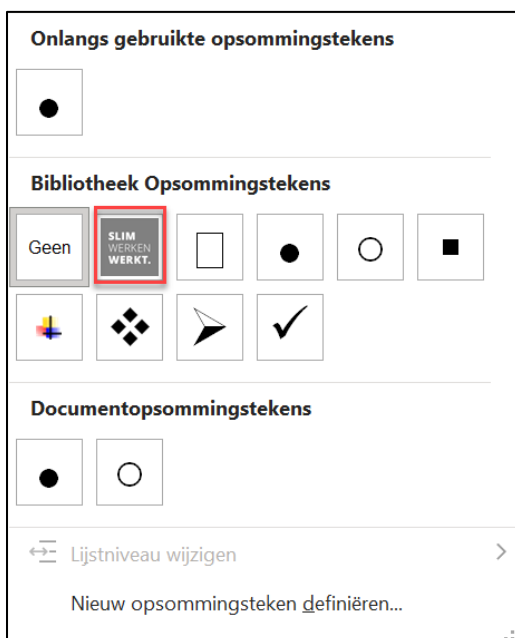 Onlangs gebruikte opsommingstekens
Bibliotheek Opsommingstekens
Geen
SLIM
WERKEN
WERKT.
Documentopsommingstekens
Lijstniveau wijzigen
Nieuw opsommingsteken definiëren...